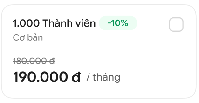 1.000 Thành viên -10%
Cơ bản
180.000 đ
190.000 đ / tháng